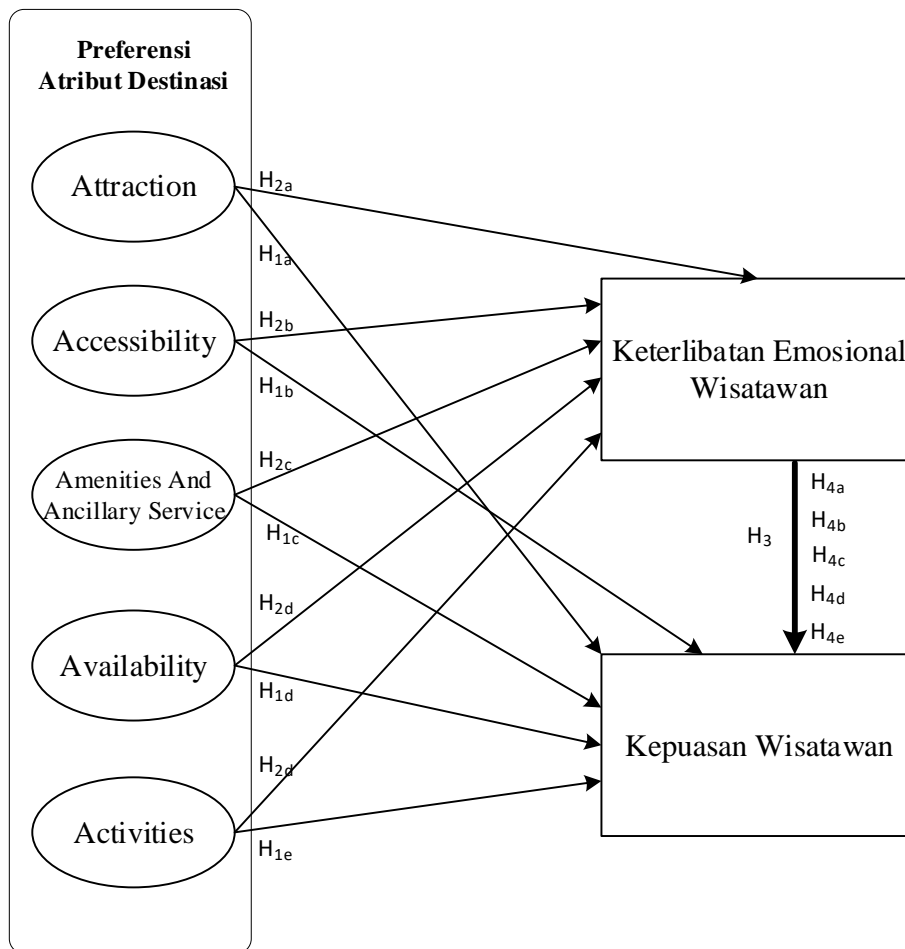 Preferensi
Atribut Destinasi
Attraction
H2a
H1a
Accessibility
H2b
H1b
Keterlibatan Emosional
Wisatawan
Amenities And
Ancillary Service
H2c
H1c
H3
H4a
H4b
H4c
H4d
H4e
Availability
H2d
H1d
Kepuasan Wisatawan
Activities
H2d
H1e